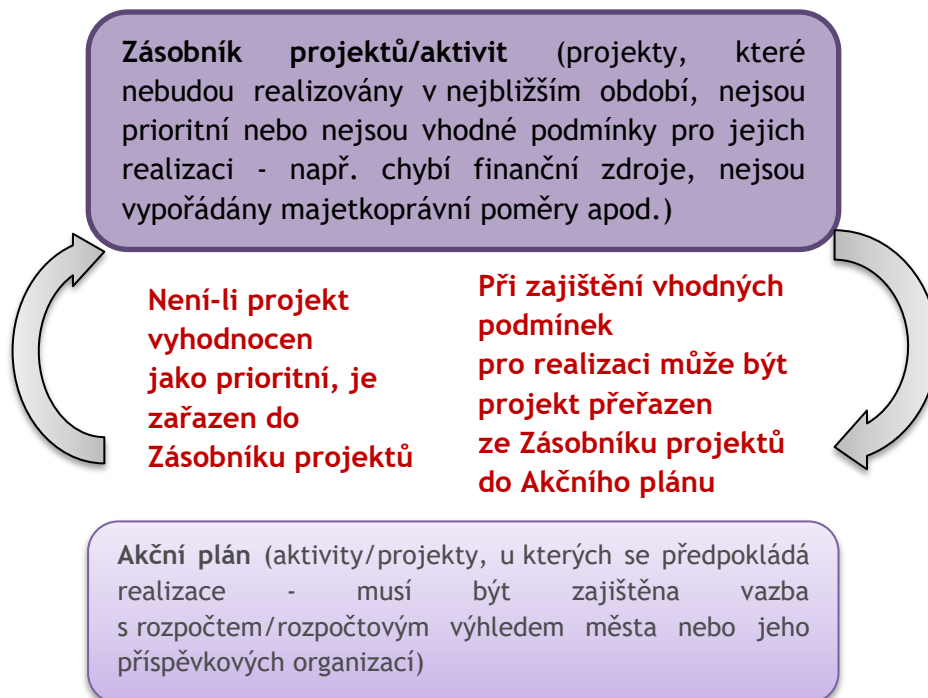 Zásobník projektů/aktivit (projekty, které
nebudou realizovány v nejbližším období, nejsou
prioritní nebo nejsou vhodné podmínky pro jejich
realizaci - např. chybí finanční zdroje, nejsou
vypořádány majetkoprávní poměry apod.)
Není-li projekt
vyhodnocen
jako prioritní, je
zařazen do
Zásobníku projektů
Při zajištění vhodných
podmínek
pro realizaci může být
projekt přeřazen
ze Zásobníku projektů
do Akčního plánu
Akční plán (aktivity/projekty, u kterých se předpokládá
realizace - musí být zajištěna vazba
s rozpočtem/rozpočtovým výhledem města nebo jeho
příspěvkových organizací)